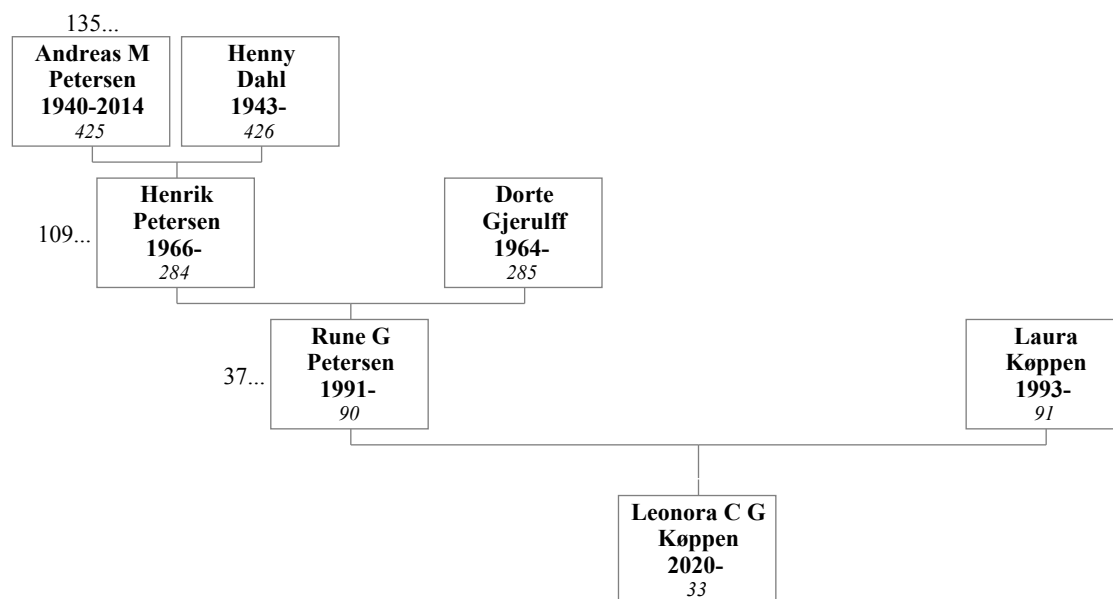 135...
Andreas M
Petersen
1940-2014
425
Henny
Dahl
1943-
426
109...
Henrik
Petersen
1966-
284
Dorte
Gjerulff
1964-
285
37...
Rune G
Petersen
1991-
90
Laura
Køppen
1993-
91
Leonora C G
Køppen
2020-
33